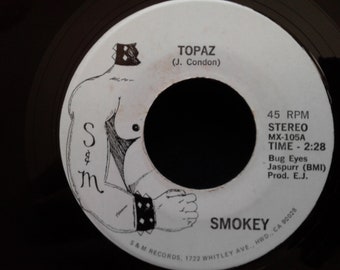 TOPAZ
(J. Condon)
S
&
M
45 RPM
STEREO
MX-105A
TIME - 2:28
Bug Eyes
Jaspurr (BMI)
Prod. E.J.
SMOKEY
S & M RECORDS, 1722 WHITLEY AVE., HWD., CA 90028